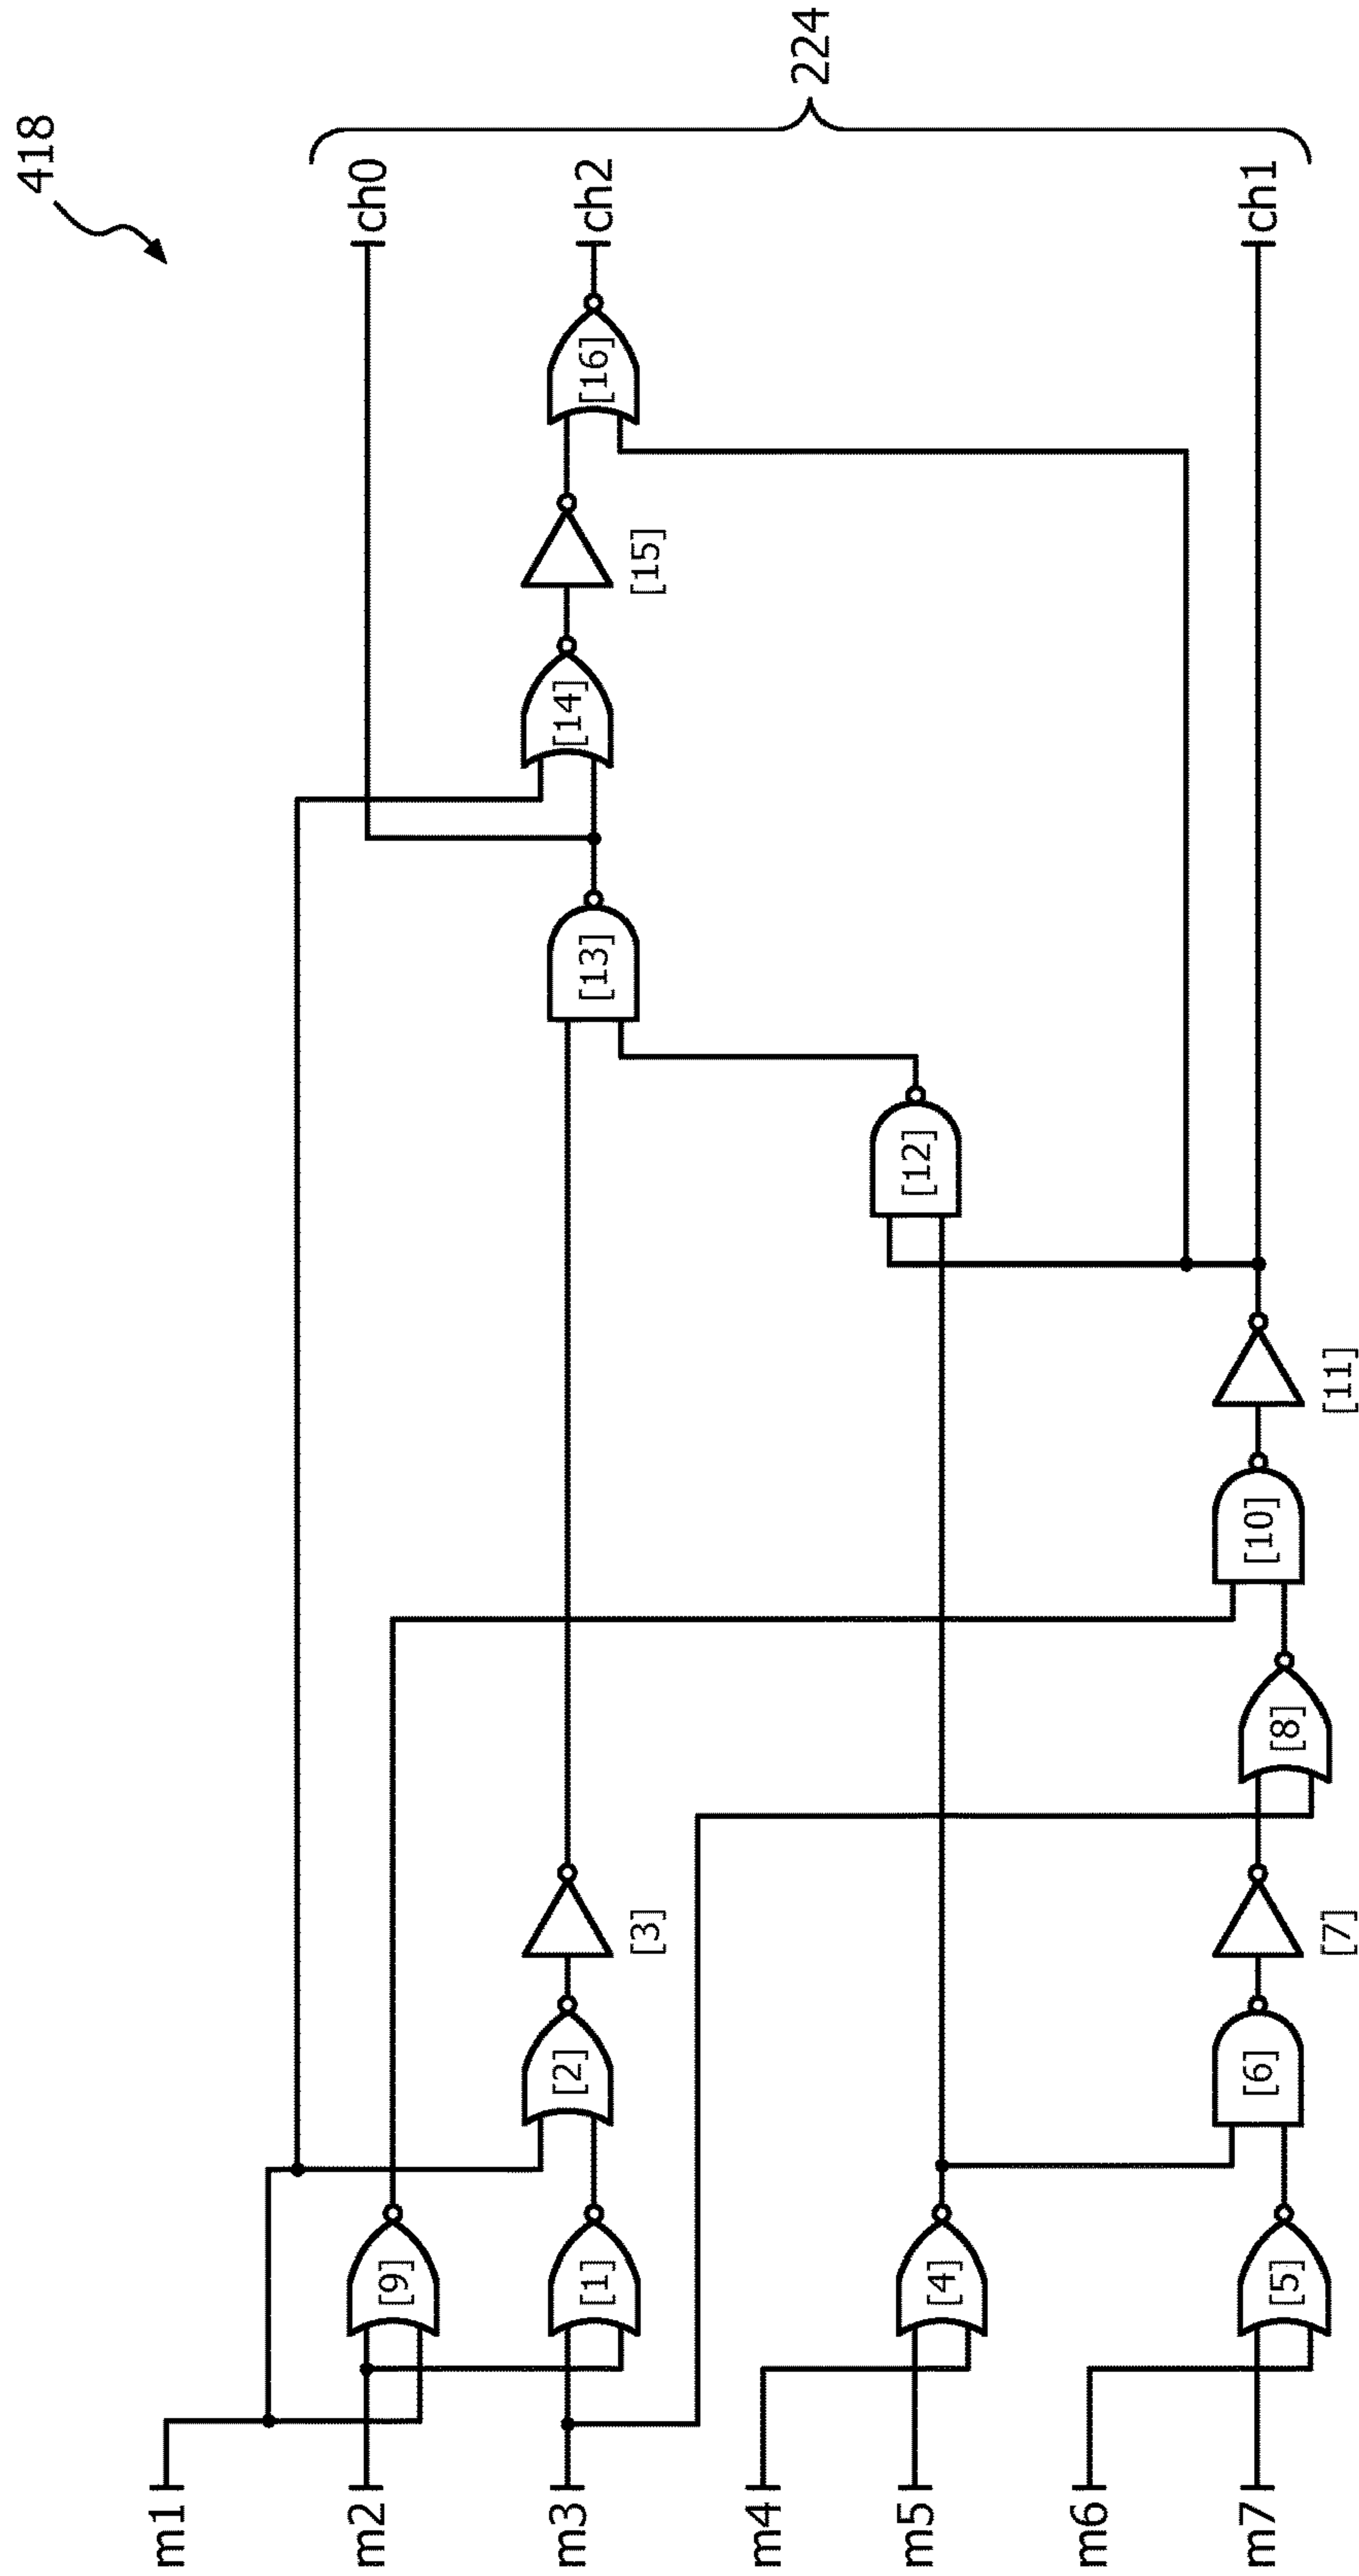 418
224
ch0
ch2
ch1
[16]
[15]
[14]
[13]
[12]
[11]
[10]
[8]
[3]
[7]
[2]
[6]
[9]
[1]
[4]
[5]
m1
m2
m3
m4
m5
m6
m7